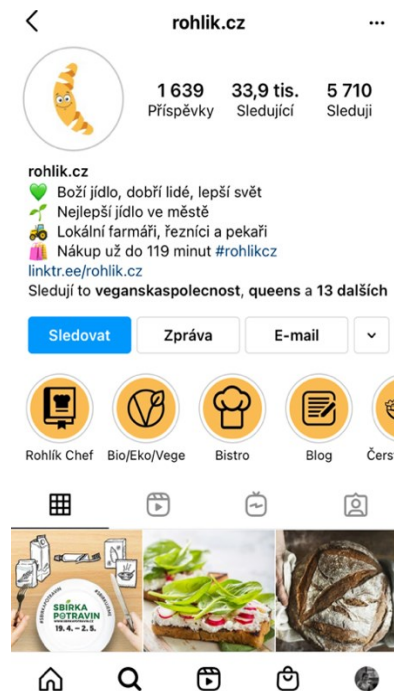 rohlik.cz
1 639
33,9 tis.
5 710
Příspěvky
Sledující
Sleduji
rohlik.cz
💚 Boží jídlo, dobří lidé, lepší svět
🌱 Nejlepší jídlo ve městě
🚜 Lokální farmáři, řezníci a pekaři
🛍️ Nákup už do 119 minut #rohlikcz
linktr.ee/rohlik.cz
Sledují to veganskaspolecnost, queens a 13 dalších
Sledovat
Zpráva
E-mail
Rohlík Chef
Bio/Eko/Vege
Bistro
Blog
Čers
SBÍRKA
POTRAVIN
19. 4. – 2. 5.